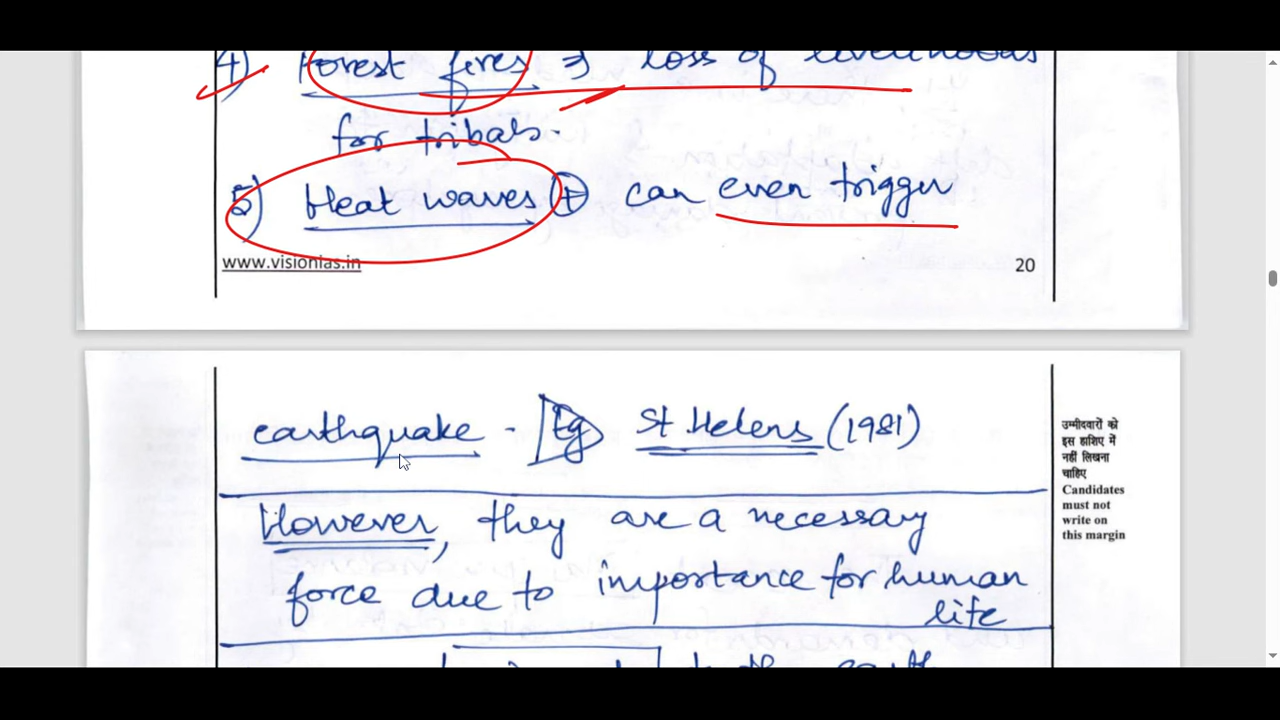 4) Forest fires → loss of livelihoods
for tribals.
5) Heat waves can even trigger
www.visionias.in 20
earthquake - Eg St Helens (1981)
उम्मीदवारों को
इस हाशिए में
नहीं लिखना
चाहिए
Candidates
must not
write on
this margin
However, they are a necessary
force due to importance for human
life